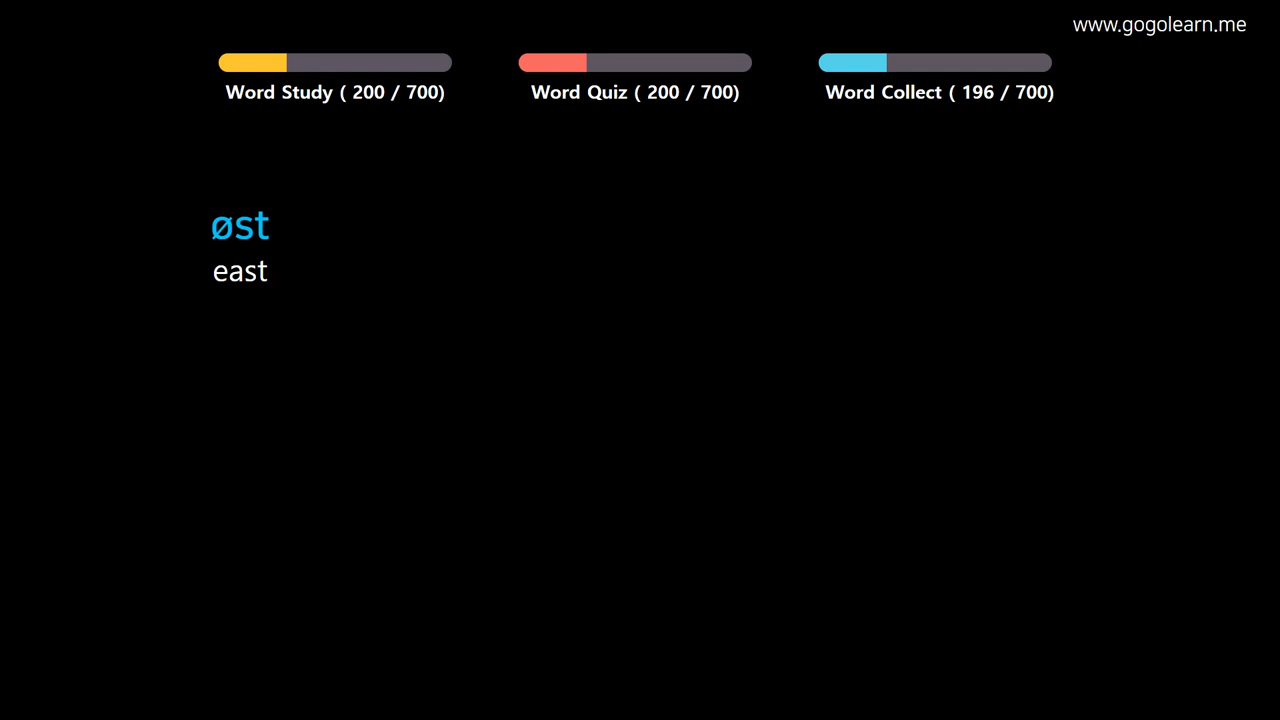 www.gogolearn.me
Word Study ( 200 / 700)
Word Quiz ( 200 / 700)
Word Collect ( 196 / 700)
øst
east